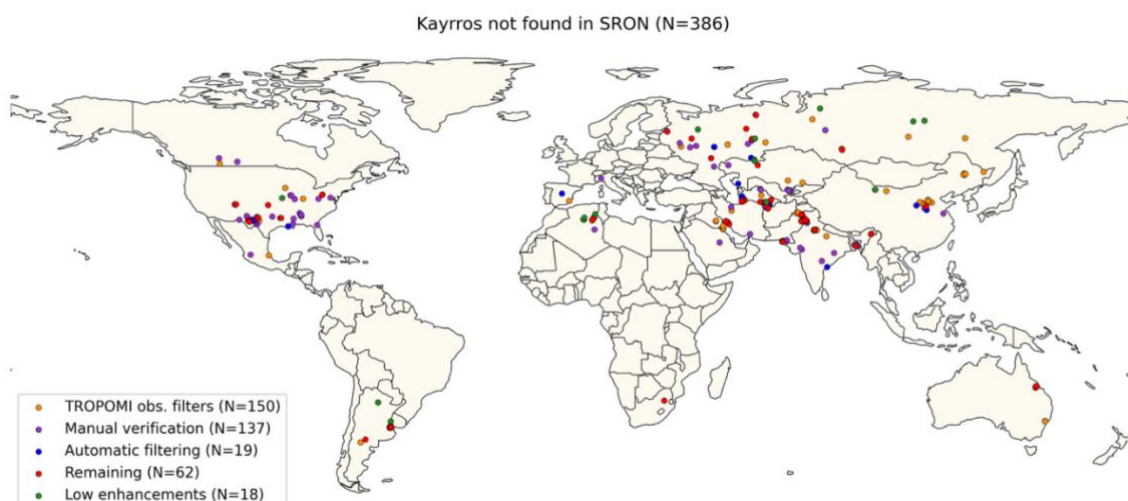 Kayrros not found in SRON (N=386)
TROPOMI obs. filters (N=150)
Manual verification (N=137)
Automatic filtering (N=19)
Remaining (N=62)
Low enhancements (N=18)